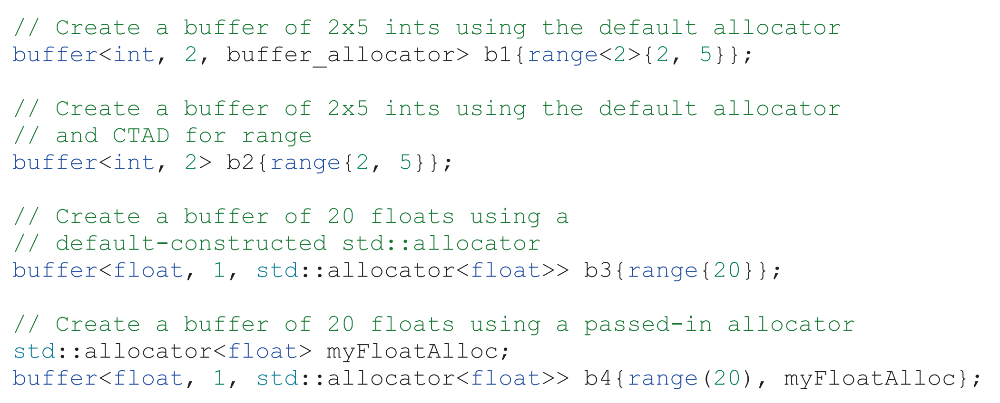 // Create a buffer of 2x5 ints using the default allocator
buffer<int, 2, buffer_allocator> b1{range<2>{2, 5}};
// Create a buffer of 2x5 ints using the default allocator
// and CTAD for range
buffer<int, 2> b2{range{2, 5}};
// Create a buffer of 20 floats using a
// default-constructed std::allocator
buffer<float, 1, std::allocator<float>> b3{range{20}};
// Create a buffer of 20 floats using a passed-in allocator
std::allocator<float> myFloatAlloc;
buffer<float, 1, std::allocator<float>> b4{range(20), myFloatAlloc};